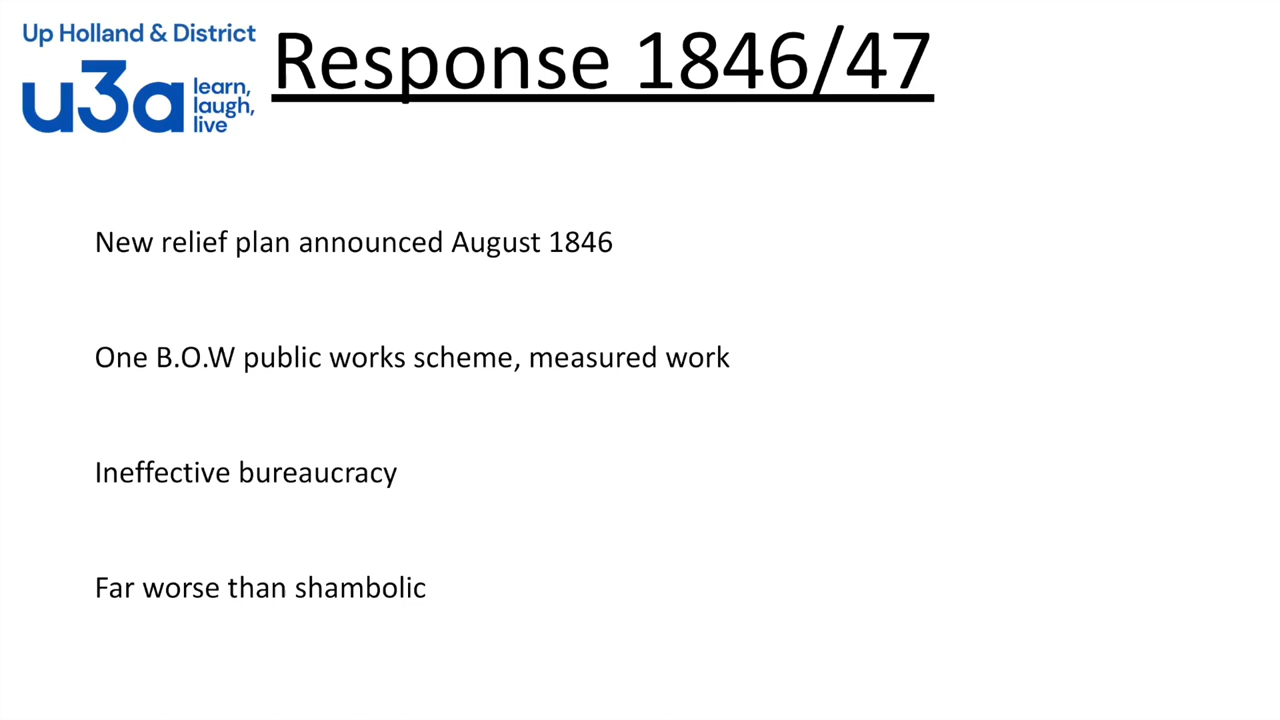 Up Holland & District
u3a
learn,
laugh,
live
Response 1846/47
New relief plan announced August 1846
One B.O.W public works scheme, measured work
Ineffective bureaucracy
Far worse than shambolic